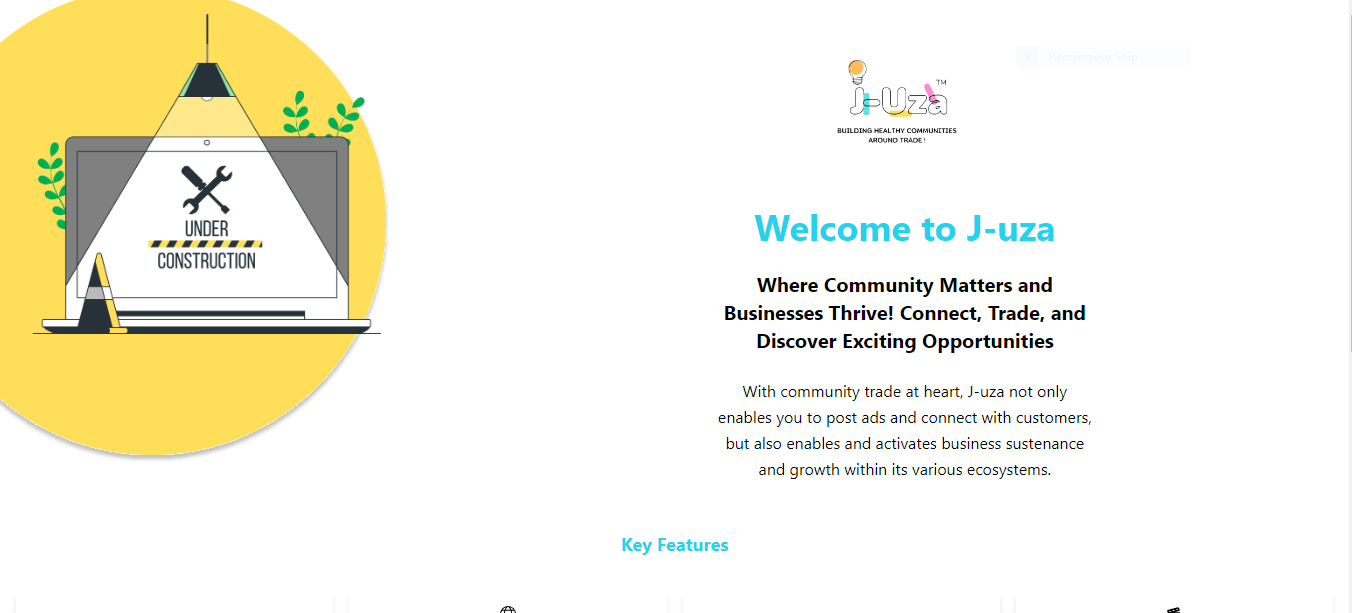 Rectangular Snip
J-Uza
TM
BUILDING HEALTHY COMMUNITIES
AROUND TRADE!
UNDER
CONSTRUCTION
Welcome to J-uza
Where Community Matters and
Businesses Thrive! Connect, Trade, and
Discover Exciting Opportunities
With community trade at heart, J-uza not only
enables you to post ads and connect with customers,
but also enables and activates business sustenance
and growth within its various ecosystems.
Key Features